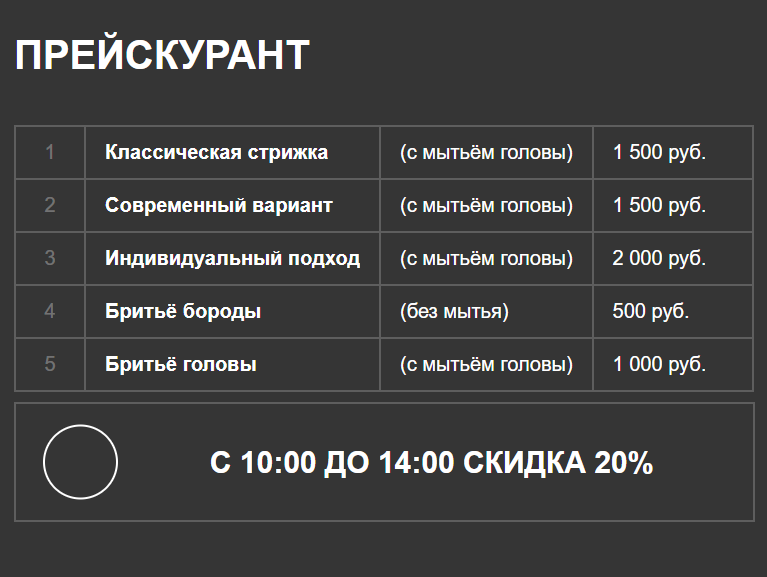 ПРЕЙСКУРАНТ
1 Классическая стрижка (с мытьём головы) 1 500 руб.
2 Современный вариант (с мытьём головы) 1 500 руб.
3 Индивидуальный подход (с мытьём головы) 2 000 руб.
4 Бритьё бороды (без мытья) 500 руб.
5 Бритьё головы (с мытьём головы) 1 000 руб.
С 10:00 ДО 14:00 СКИДКА 20%